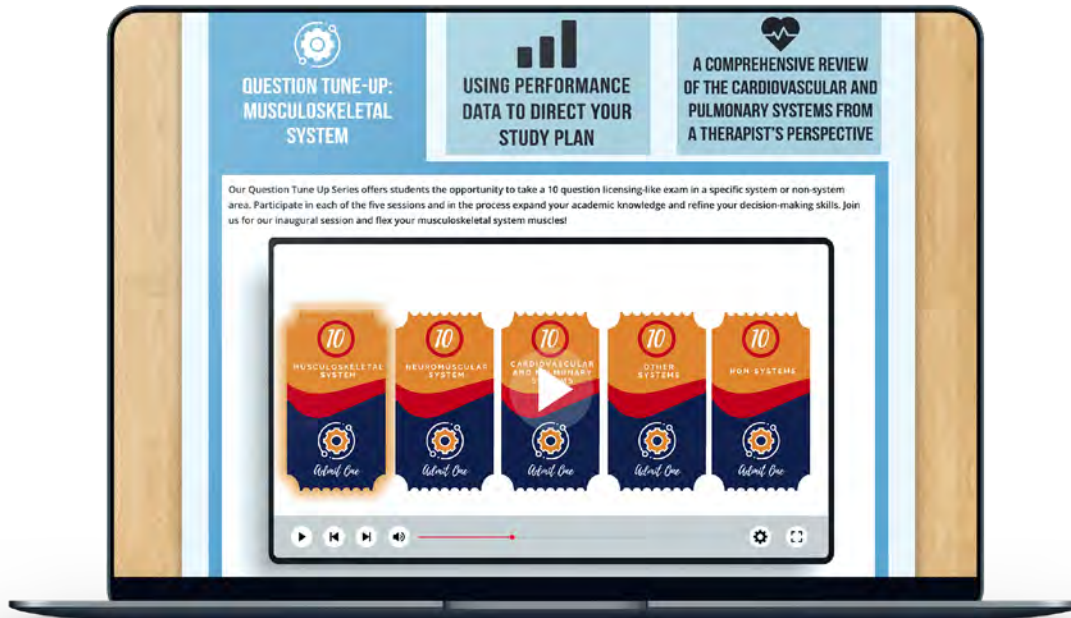 QUESTION TUNE-UP:
MUSCULOSKELETAL
SYSTEM
USING PERFORMANCE
DATA TO DIRECT YOUR
STUDY PLAN
A COMPREHENSIVE REVIEW
OF THE CARDIOVASCULAR AND
PULMONARY SYSTEMS FROM
A THERAPIST'S PERSPECTIVE
Our Question Tune Up Series offers students the opportunity to take a 10 question licensing-like exam in a specific system or non-system
area. Participate in each of the five sessions and in the process expand your academic knowledge and refine your decision-making skills. Join
us for our inaugural session and flex your musculoskeletal system muscles!
10
MUSCULOSKELETAL
SYSTEM
Admit One
10
NEUROMUSCULAR
SYSTEM
Admit One
10
CARDIOVASCULAR
AND PULMONARY
SYSTEMS
Admit One
10
OTHER
SYSTEMS
Admit One
10
NON-SYSTEMS
Admit One